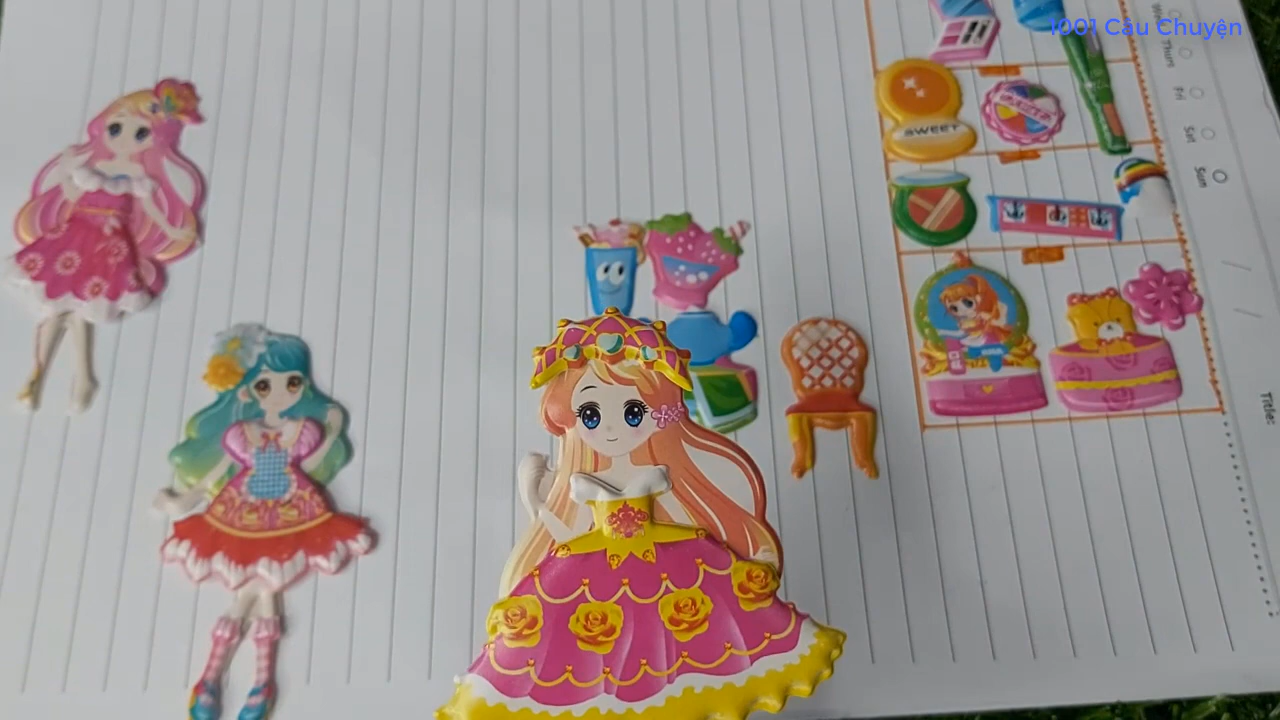 1001 Câu Chuyện
SWEET
Thurs
Fri
Sat
Sun
Title: